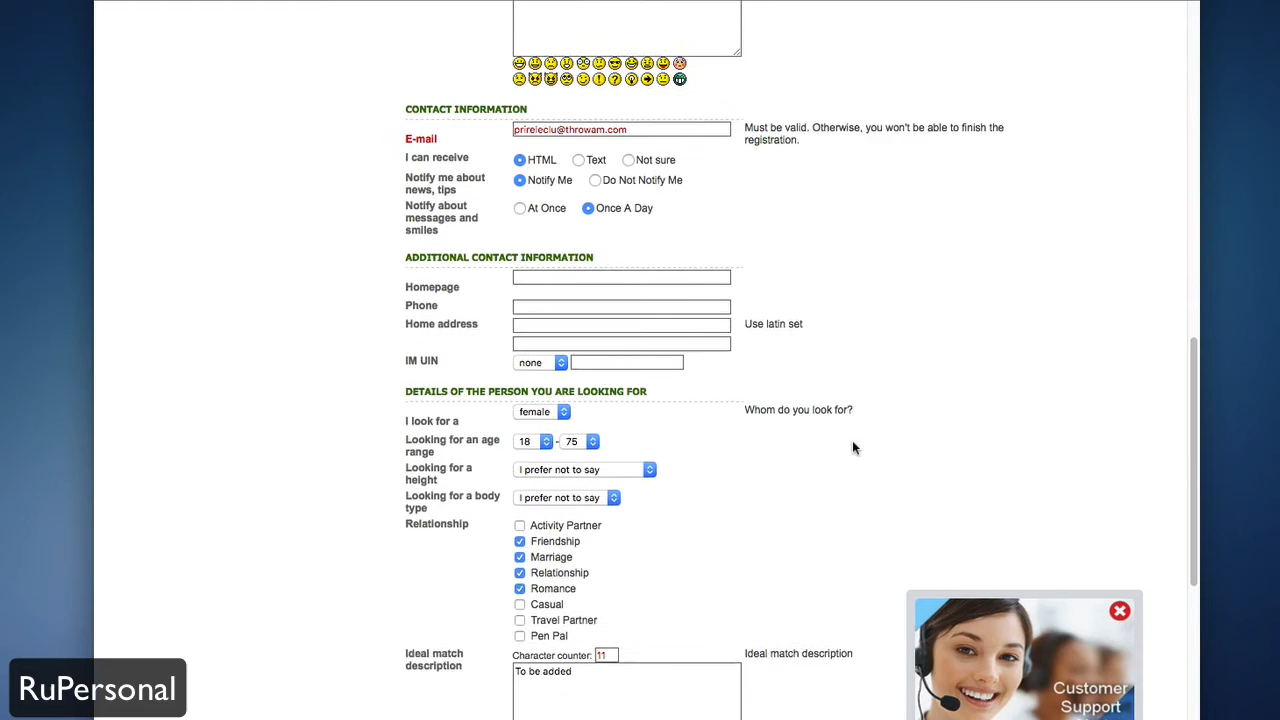 CONTACT INFORMATION
E-mail
prireleclu@throwam.com
Must be valid. Otherwise, you won't be able to finish the
registration.
I can receive
HTML Text Not sure
Notify me about
news, tips
Notify Me Do Not Notify Me
Notify about
messages and
smiles
At Once Once A Day
ADDITIONAL CONTACT INFORMATION
Homepage
Phone
Home address
Use latin set
IM UIN
none
DETAILS OF THE PERSON YOU ARE LOOKING FOR
I look for a
female
Whom do you look for?
Looking for an age
range
18 - 75
Looking for a
height
I prefer not to say
Looking for a body
type
I prefer not to say
Relationship
Activity Partner
Friendship
Marriage
Relationship
Romance
Casual
Travel Partner
Pen Pal
Ideal match
description
Character counter: 11
Ideal match description
To be added
Customer
Support
RuPersonal